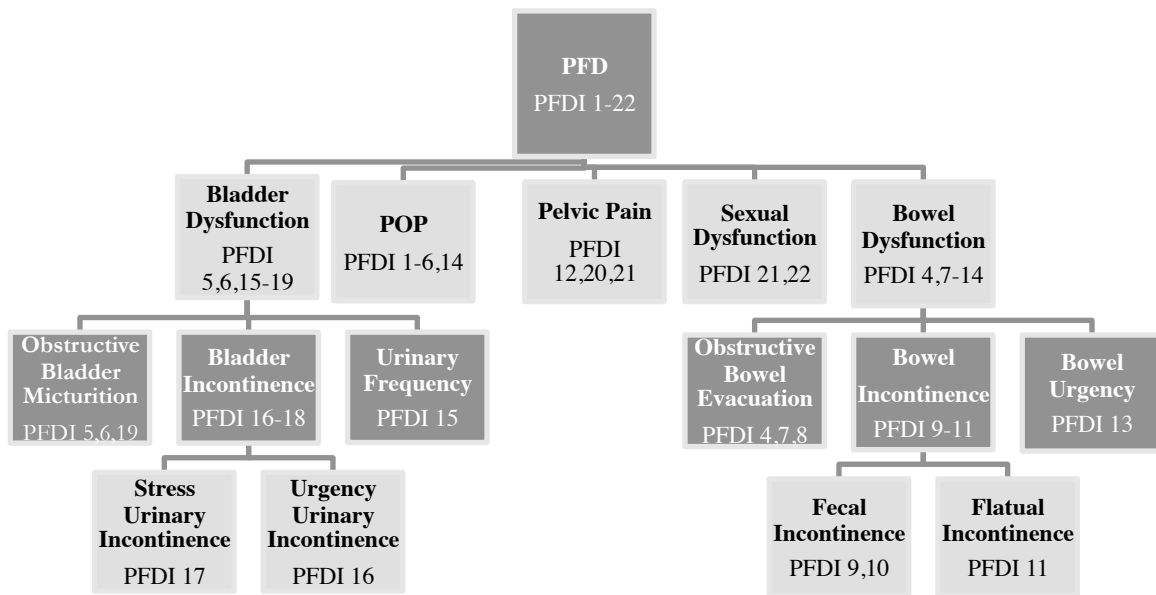 PFD
PFDI 1-22
Bladder
Dysfunction
PFDI
5,6,15-19
POP
PFDI 1-6,14
Pelvic Pain
PFDI
12,20,21
Sexual
Dysfunction
PFDI 21,22
Bowel
Dysfunction
PFDI 4,7-14
Obstructive
Bladder
Micturition
PFDI 5,6,19
Bladder
Incontinence
PFDI 16-18
Urinary
Frequency
PFDI 15
Obstructive
Bowel
Evacuation
PFDI 4,7,8
Bowel
Incontinence
PFDI 9-11
Bowel
Urgency
PFDI 13
Stress
Urinary
Incontinence
PFDI 17
Urgency
Urinary
Incontinence
PFDI 16
Fecal
Incontinence
PFDI 9,10
Flatual
Incontinence
PFDI 11